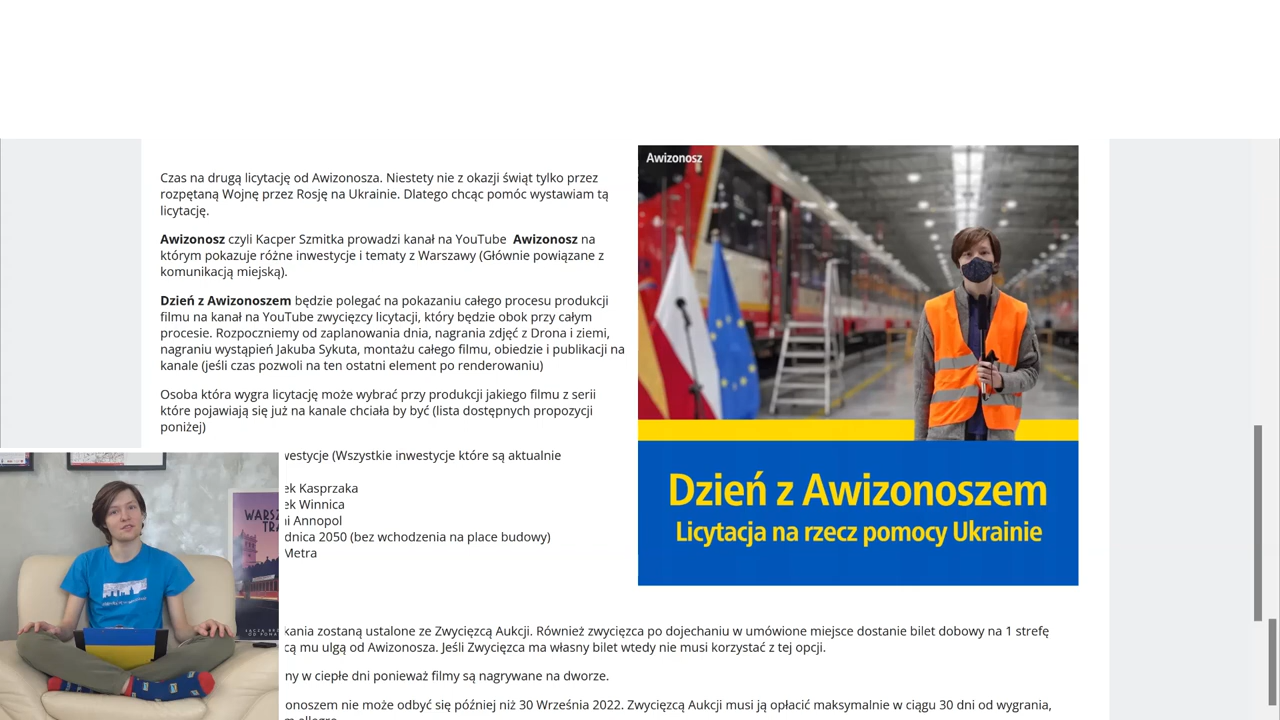 Czas na drugą licytację od Awizonosza. Niestety nie z okazji świąt tylko przez
rozpętaną Wojnę przez Rosję na Ukrainie. Dlatego chcąc pomóc wystawiam tą
licytację.
Awizonosz czyli Kacper Szmitka prowadzi kanał na YouTube Awizonosz na
którym pokazuje różne inwestycje i tematy z Warszawy (Głównie powiązane z
komunikacją miejską).
Dzień z Awizonoszem będzie polegać na pokazaniu całego procesu produkcji
filmu na kanał na YouTube zwycięzcy licytacji, który będzie obok przy całym
procesie. Rozpoczniemy od zaplanowania dnia, nagrania zdjęć z Drona i ziemi,
nagraniu wystąpień Jakuba Sykuta, montażu całego filmu, obiedzie i publikacji na
kanale (jeśli czas pozwoli na ten ostatni element po renderowaniu)
Osoba która wygra licytację może wybrać przy produkcji jakiego filmu z serii
które pojawiają się już na kanale chciała by być (lista dostępnych propozycji
poniżej)
westycje (Wszystkie inwestycje które są aktualnie
ek Kasprzaka
ek Winnica
i Annopol
dnica 2050 (bez wchodzenia na place budowy)
Metra
Awizonosz
Dzień z Awizonoszem
Licytacja na rzecz pomocy Ukrainie
kania zostaną ustalone ze Zwycięzcą Aukcji. Również zwycięzca po dojechaniu w umówione miejsce dostanie bilet dobowy na 1 strefę
cą mu ulgą od Awizonosza. Jeśli Zwycięzca ma własny bilet wtedy nie musi korzystać z tej opcji.
ny w ciepłe dni ponieważ filmy są nagrywane na dworze.
onoszem nie może odbyć się później niż 30 Września 2022. Zwycięzcą Aukcji musi ją opłacić maksymalnie w ciągu 30 dni od wygrania,
WARSZ
TRA